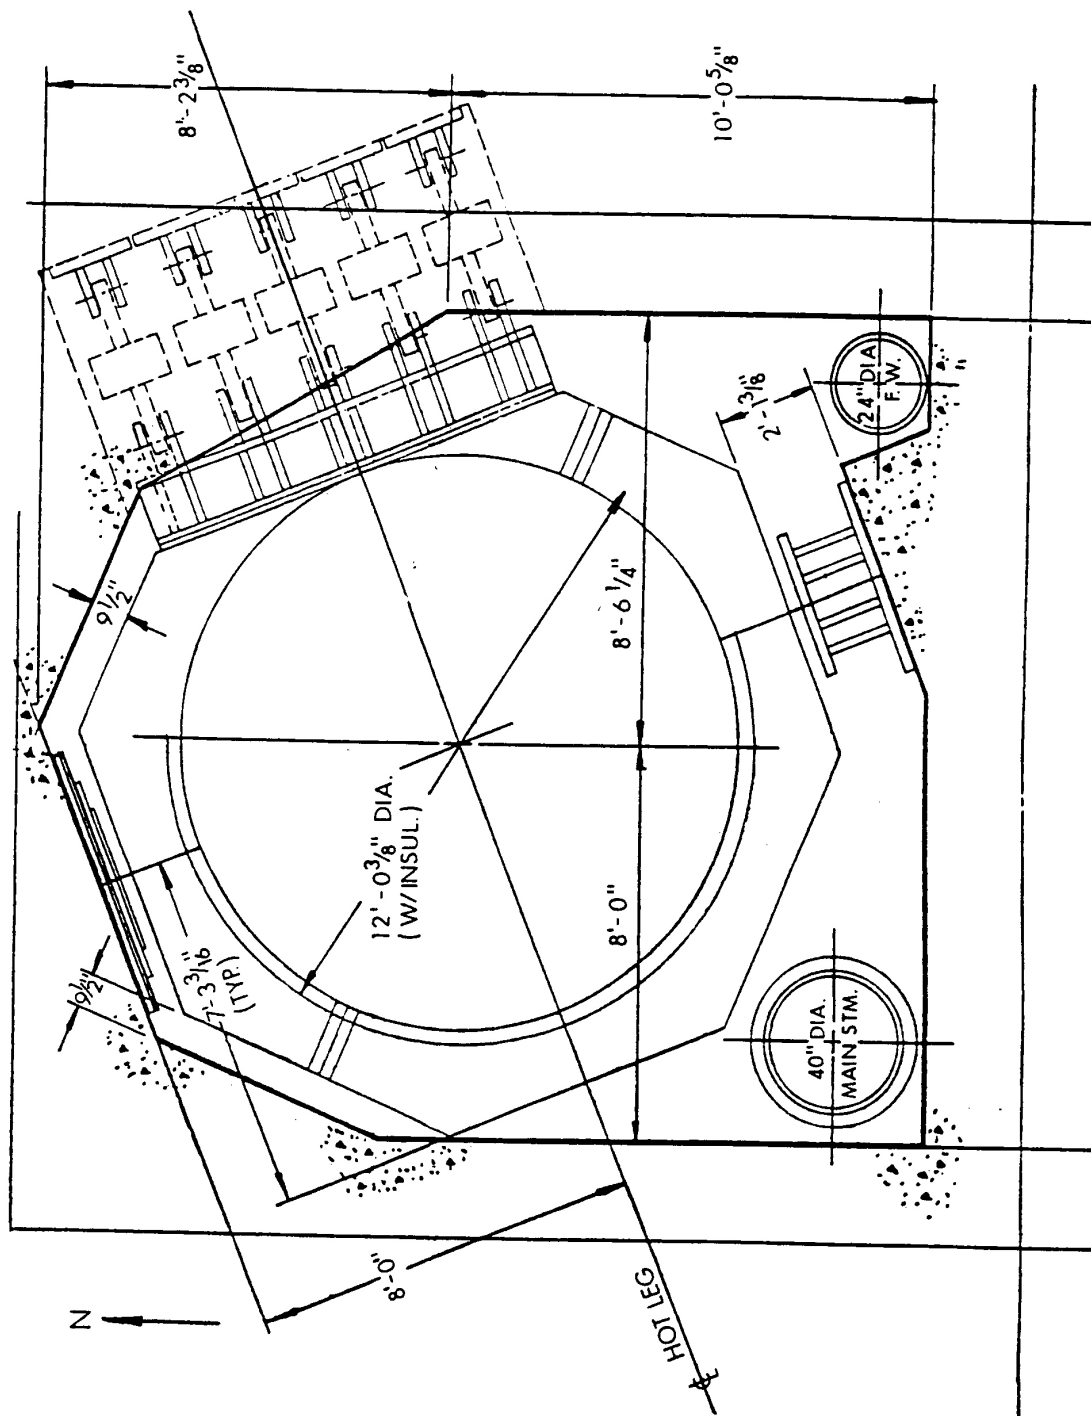 8'-2 3/8"
10'-0 5/8"
9 1/2"
24" DIA
F.W.
2'-1 3/8"
8'-6 1/4"
12'-0 3/8" DIA.
(W/INSUL.)
9 1/2"
7'-3 3/16"
(TYP.)
8'-0"
40" DIA.
MAIN STM.
8'-0"
N
℄ HOT LEG